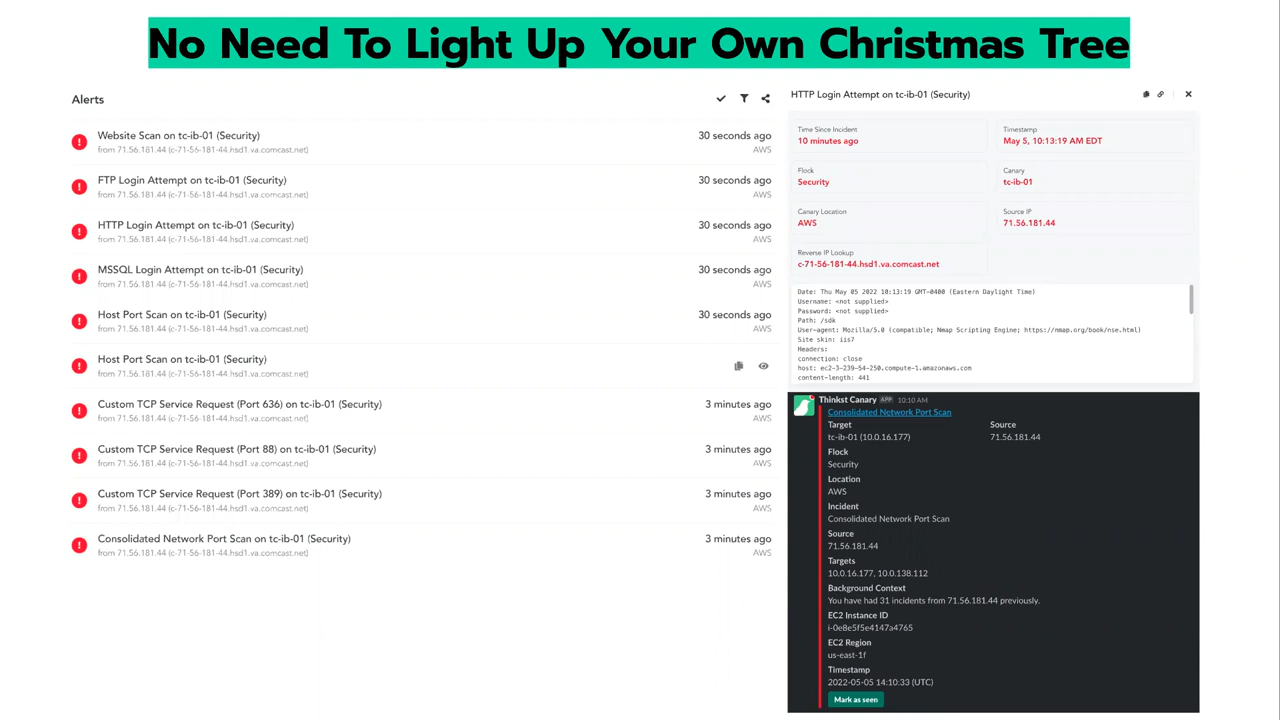 No Need To Light Up Your Own Christmas Tree
Alerts
Website Scan on tc-ib-01 (Security)
30 seconds ago
from 71.56.181.44 (c-71-56-181-44.hsd1.va.comcast.net)
AWS
FTP Login Attempt on tc-ib-01 (Security)
30 seconds ago
from 71.56.181.44 (c-71-56-181-44.hsd1.va.comcast.net)
AWS
HTTP Login Attempt on tc-ib-01 (Security)
30 seconds ago
from 71.56.181.44 (c-71-56-181-44.hsd1.va.comcast.net)
AWS
MSSQL Login Attempt on tc-ib-01 (Security)
30 seconds ago
from 71.56.181.44 (c-71-56-181-44.hsd1.va.comcast.net)
AWS
Host Port Scan on tc-ib-01 (Security)
30 seconds ago
from 71.56.181.44 (c-71-56-181-44.hsd1.va.comcast.net)
AWS
Host Port Scan on tc-ib-01 (Security)
from 71.56.181.44 (c-71-56-181-44.hsd1.va.comcast.net)
Custom TCP Service Request (Port 636) on tc-ib-01 (Security)
3 minutes ago
from 71.56.181.44 (c-71-56-181-44.hsd1.va.comcast.net)
AWS
Custom TCP Service Request (Port 88) on tc-ib-01 (Security)
3 minutes ago
from 71.56.181.44 (c-71-56-181-44.hsd1.va.comcast.net)
AWS
Custom TCP Service Request (Port 389) on tc-ib-01 (Security)
3 minutes ago
from 71.56.181.44 (c-71-56-181-44.hsd1.va.comcast.net)
AWS
Consolidated Network Port Scan on tc-ib-01 (Security)
3 minutes ago
from 71.56.181.44 (c-71-56-181-44.hsd1.va.comcast.net)
AWS
HTTP Login Attempt on tc-ib-01 (Security)
Time Since Incident
10 minutes ago
Timestamp
May 5, 10:13:19 AM EDT
Flock
Security
Canary
tc-ib-01
Canary Location
AWS
Source IP
71.56.181.44
Reverse IP Lookup
c-71-56-181-44.hsd1.va.comcast.net
Date: Thu May 05 2022 10:13:19 GMT-0400 (Eastern Daylight Time)
Username: <not supplied>
Password: <not supplied>
Path: /sdk
User-agent: Mozilla/5.0 (compatible; Nmap Scripting Engine; https://nmap.org/book/nse.html)
Site skin: iis7
Headers:
connection: close
host: ec2-3-239-54-250.compute-1.amazonaws.com
content-length: 441
Thinkst Canary APP 10:10 AM
Consolidated Network Port Scan
Target
tc-ib-01 (10.0.16.177)
Source
71.56.181.44
Flock
Security
Location
AWS
Incident
Consolidated Network Port Scan
Source
71.56.181.44
Targets
10.0.16.177, 10.0.138.112
Background Context
You have had 31 incidents from 71.56.181.44 previously.
EC2 Instance ID
i-0e8e5f5e4147a4765
EC2 Region
us-east-1f
Timestamp
2022-05-05 14:10:33 (UTC)
Mark as seen